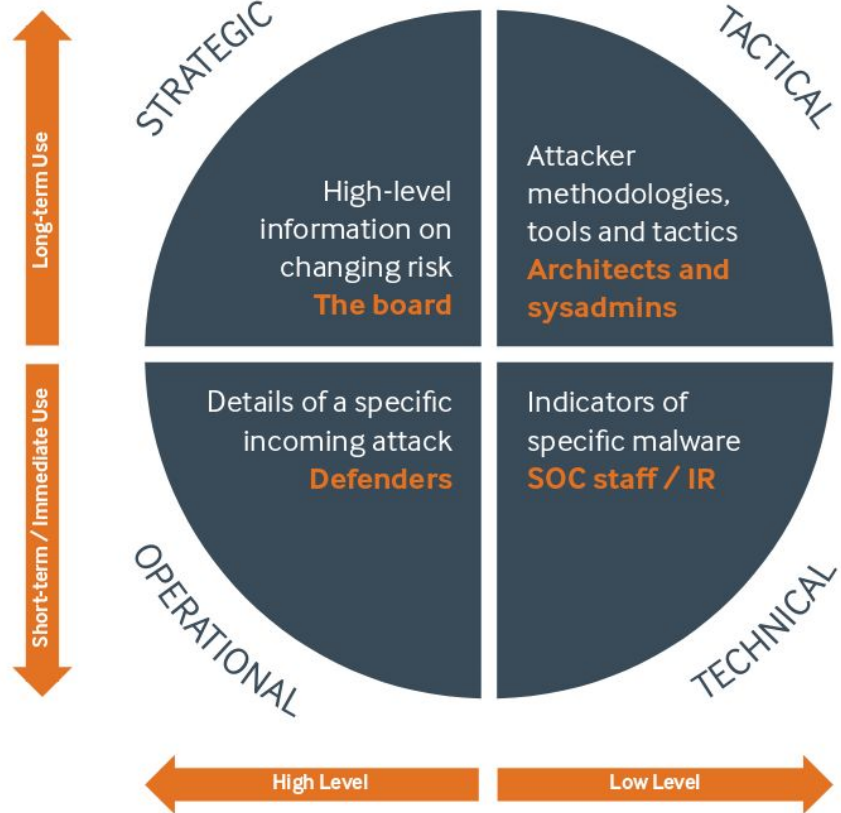 STRATEGIC
TACTICAL
Long-term Use
High-level
information on
changing risk
The board
Attacker
methodologies,
tools and tactics
Architects and
sysadmins
Short-term / Immediate Use
Details of a specific
incoming attack
Defenders
Indicators of
specific malware
SOC staff / IR
OPERATIONAL
TECHNICAL
High Level
Low Level